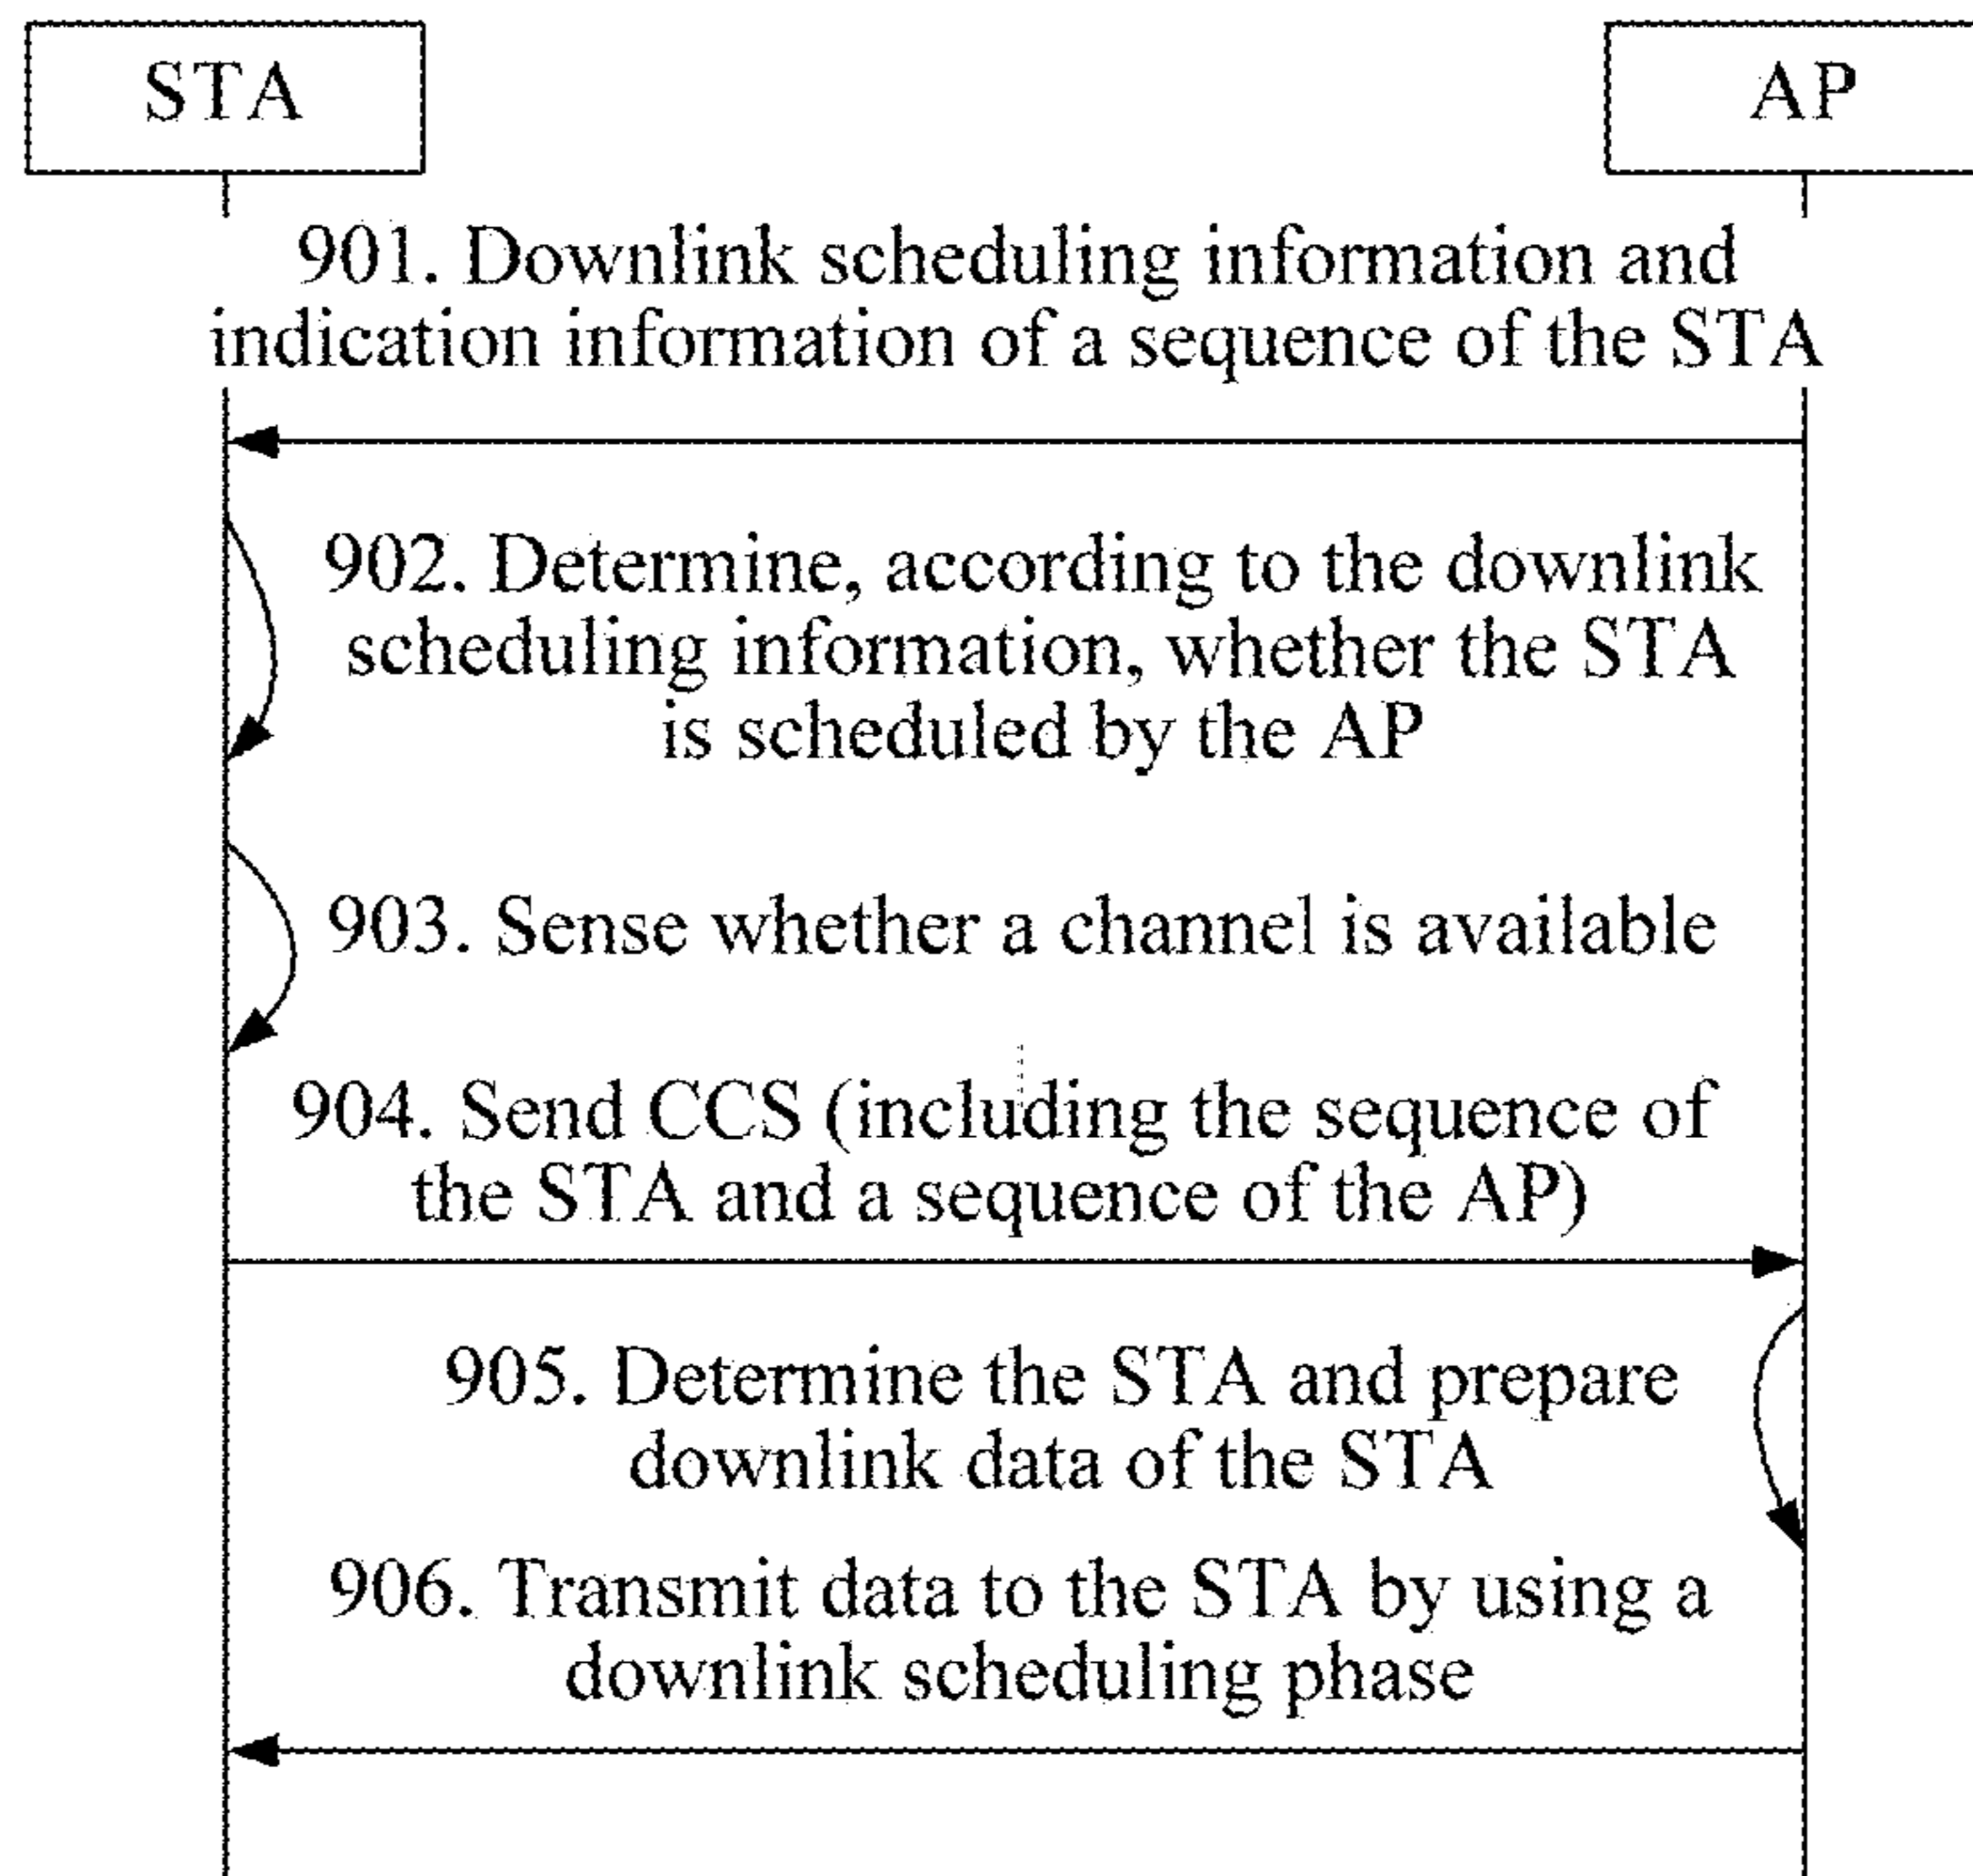 STA
AP
901. Downlink scheduling information and
indication information of a sequence of the STA
902. Determine, according to the downlink
scheduling information, whether the STA
is scheduled by the AP
903. Sense whether a channel is available
904. Send CCS (including the sequence of
the STA and a sequence of the AP)
905. Determine the STA and prepare
downlink data of the STA
906. Transmit data to the STA by using a
downlink scheduling phase